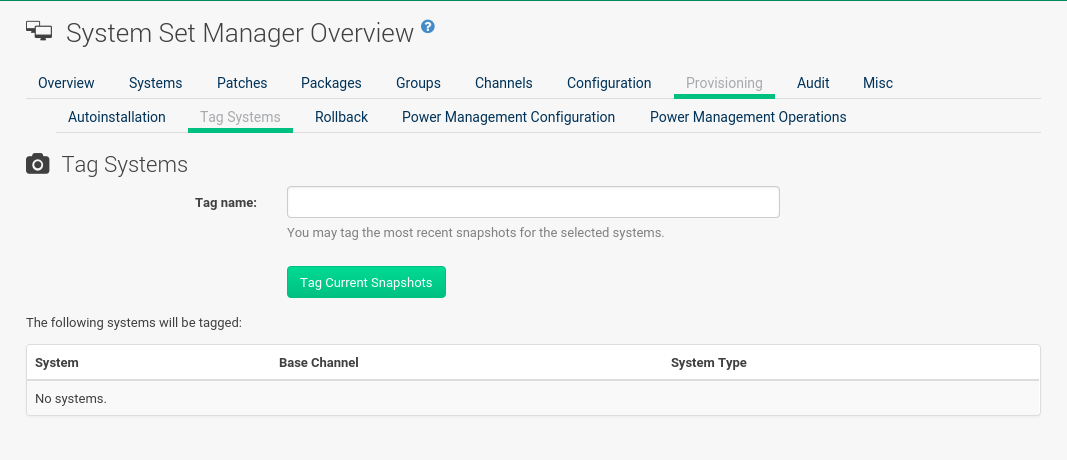 System Set Manager Overview ?
Overview Systems Patches Packages Groups Channels Configuration Provisioning Audit Misc
Autoinstallation Tag Systems Rollback Power Management Configuration Power Management Operations
Tag Systems
Tag name:
You may tag the most recent snapshots for the selected systems.
Tag Current Snapshots
The following systems will be tagged:
System Base Channel System Type
No systems.